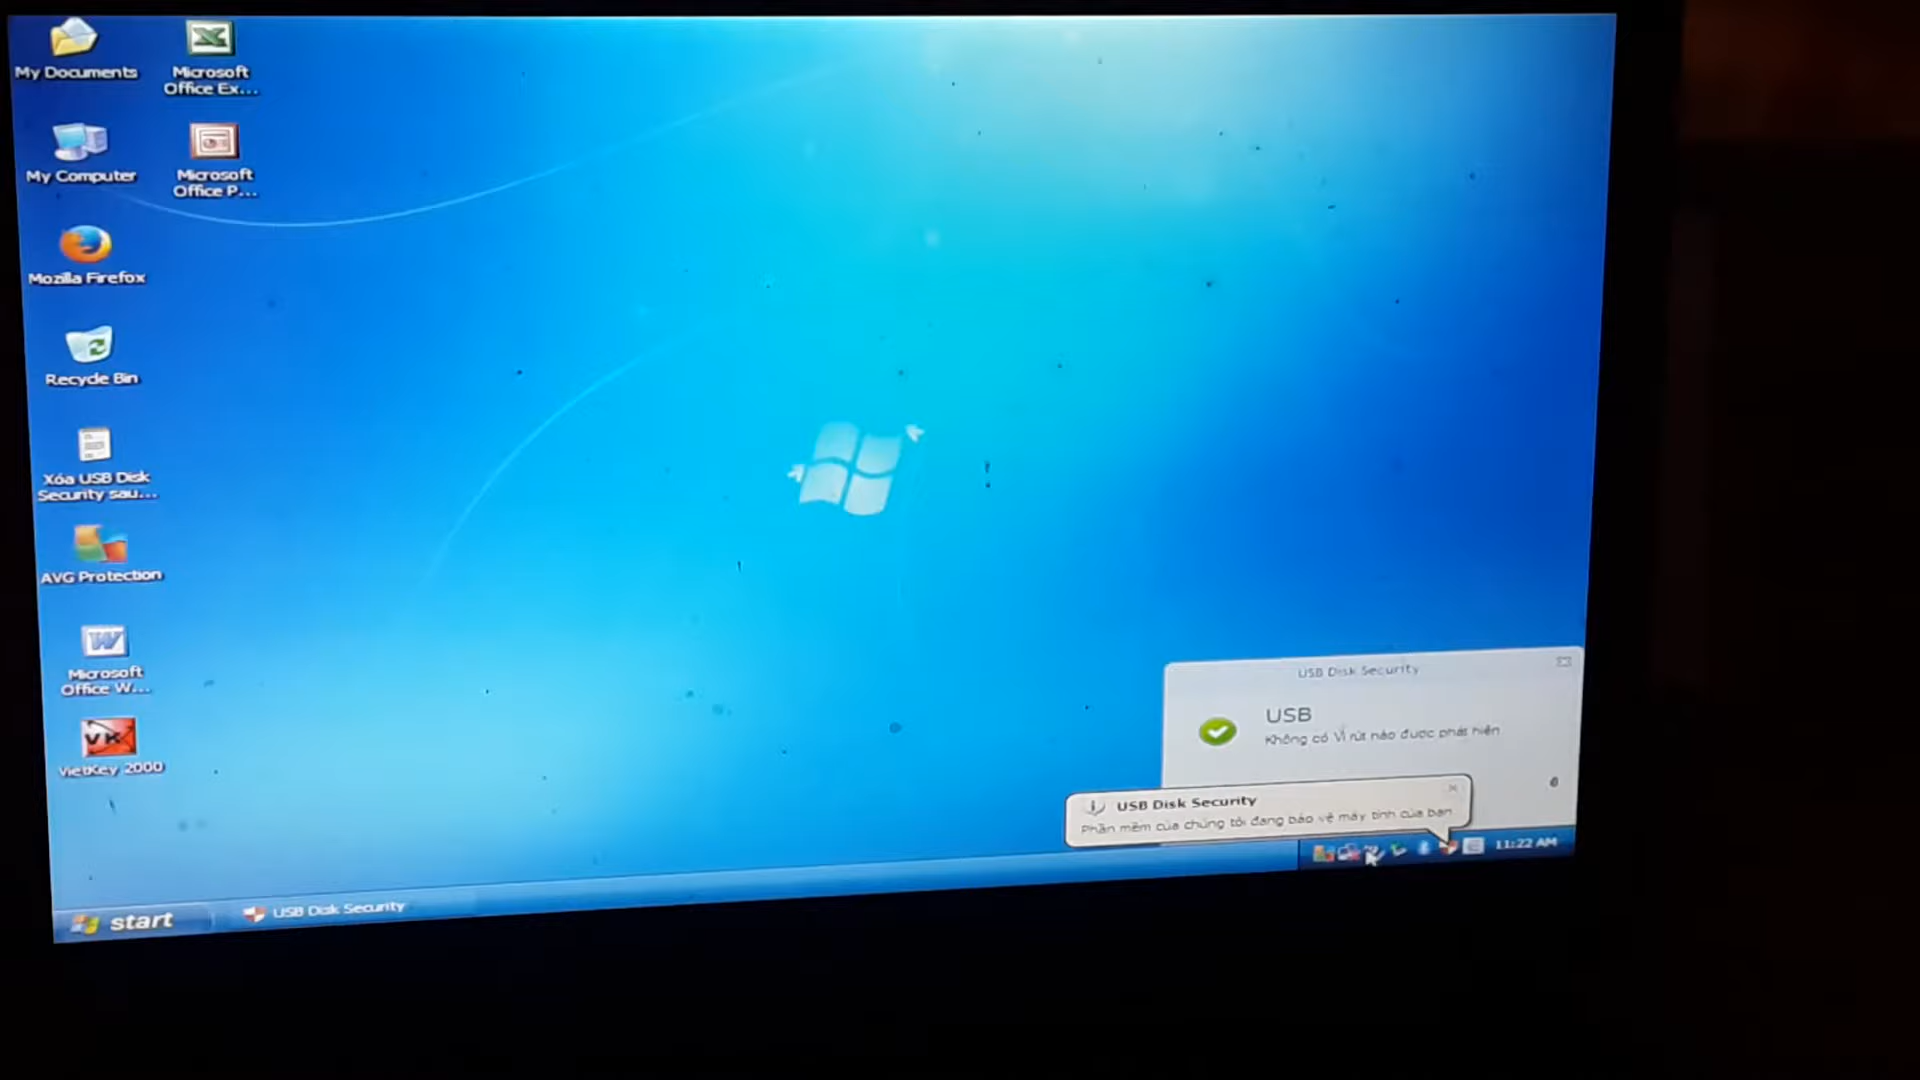 My Documents
Microsoft
Office Ex...
My Computer
Microsoft
Office P...
Mozilla Firefox
Recycle Bin
Xóa USB Disk
Security sau...
AVG Protection
Microsoft
Office W...
VK
VietKey 2000
USB Disk Security
USB
Không có Vi rút nào được phát hiện
6
USB Disk Security
Phần mềm của chúng tôi đang bảo vệ máy tính của bạn
start
USB Disk Security
11:22 AM